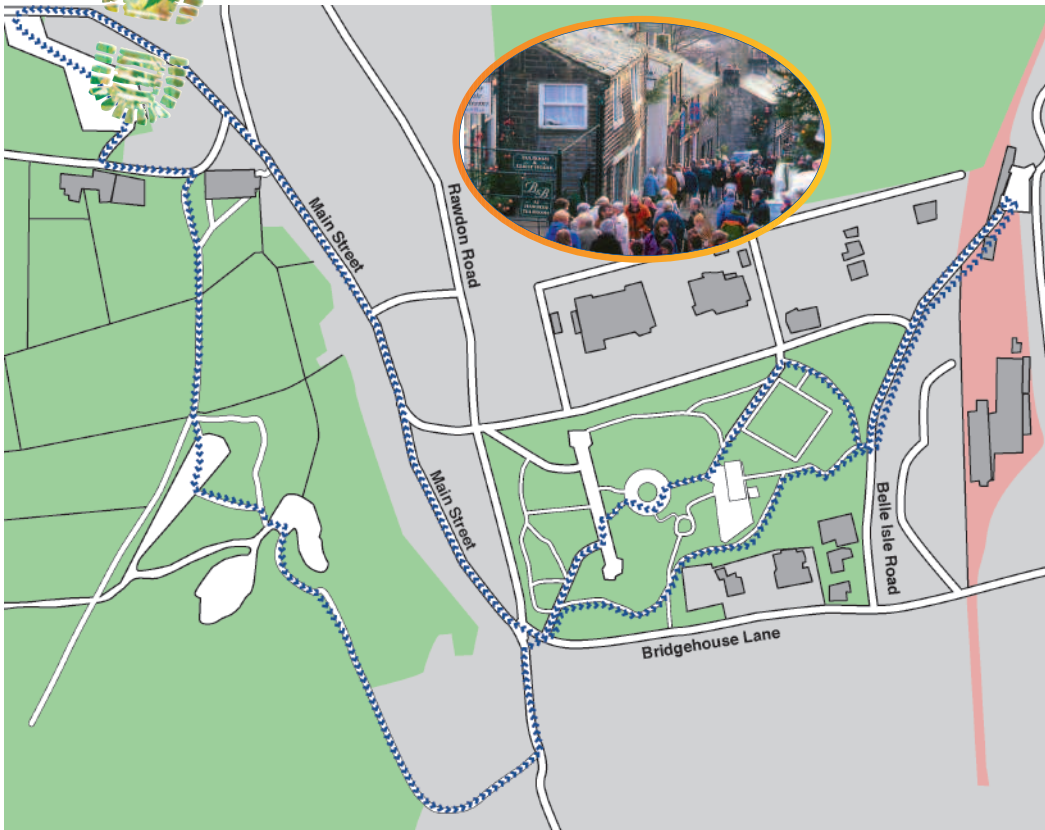 Main Street
Rawdon Road
Main Street
Belle Isle Road
Bridgehouse Lane